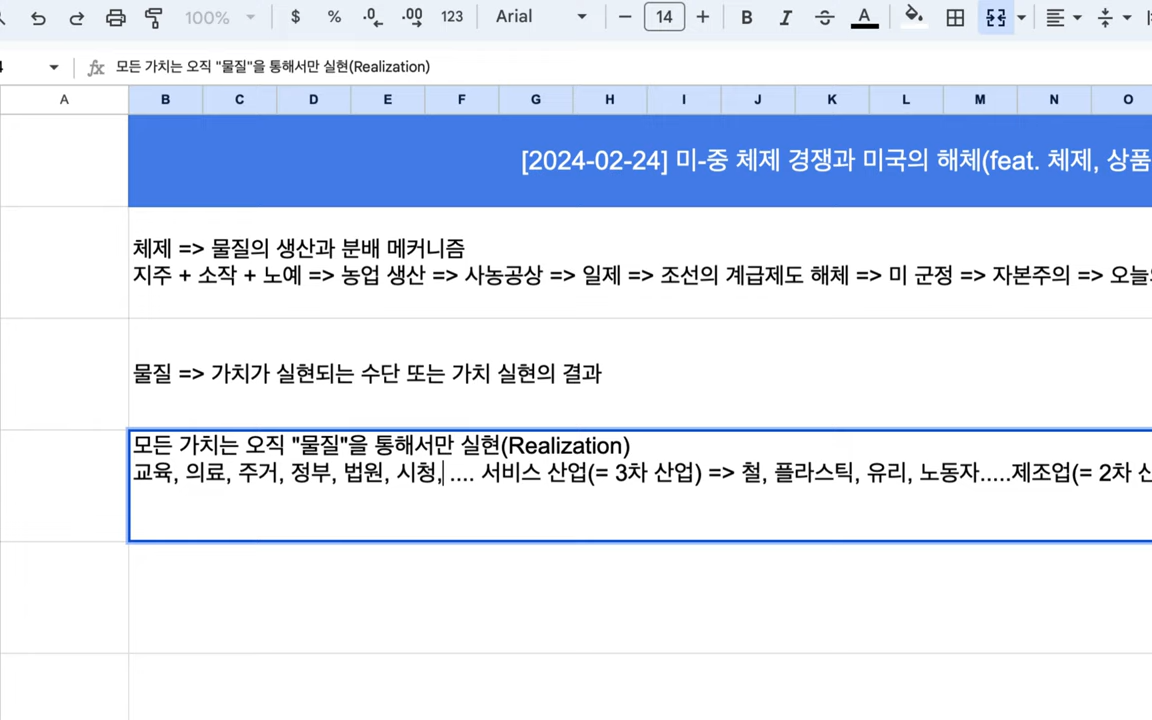 100%
$ % .0 .00 123 Arial 14 B I A
fx 모든 가치는 오직 "물질"을 통해서만 실현(Realization)
A B C D E F G H I J K L M N O
[2024-02-24] 미-중 체제 경쟁과 미국의 해체(feat. 체제, 상품
체제 => 물질의 생산과 분배 메커니즘
지주 + 소작 + 노예 => 농업 생산 => 사농공상 => 일제 => 조선의 계급제도 해체 => 미 군정 => 자본주의 => 오늘
물질 => 가치가 실현되는 수단 또는 가치 실현의 결과
모든 가치는 오직 "물질"을 통해서만 실현(Realization)
교육, 의료, 주거, 정부, 법원, 시청, .... 서비스 산업(= 3차 산업) => 철, 플라스틱, 유리, 노동자.....제조업(= 2차 산